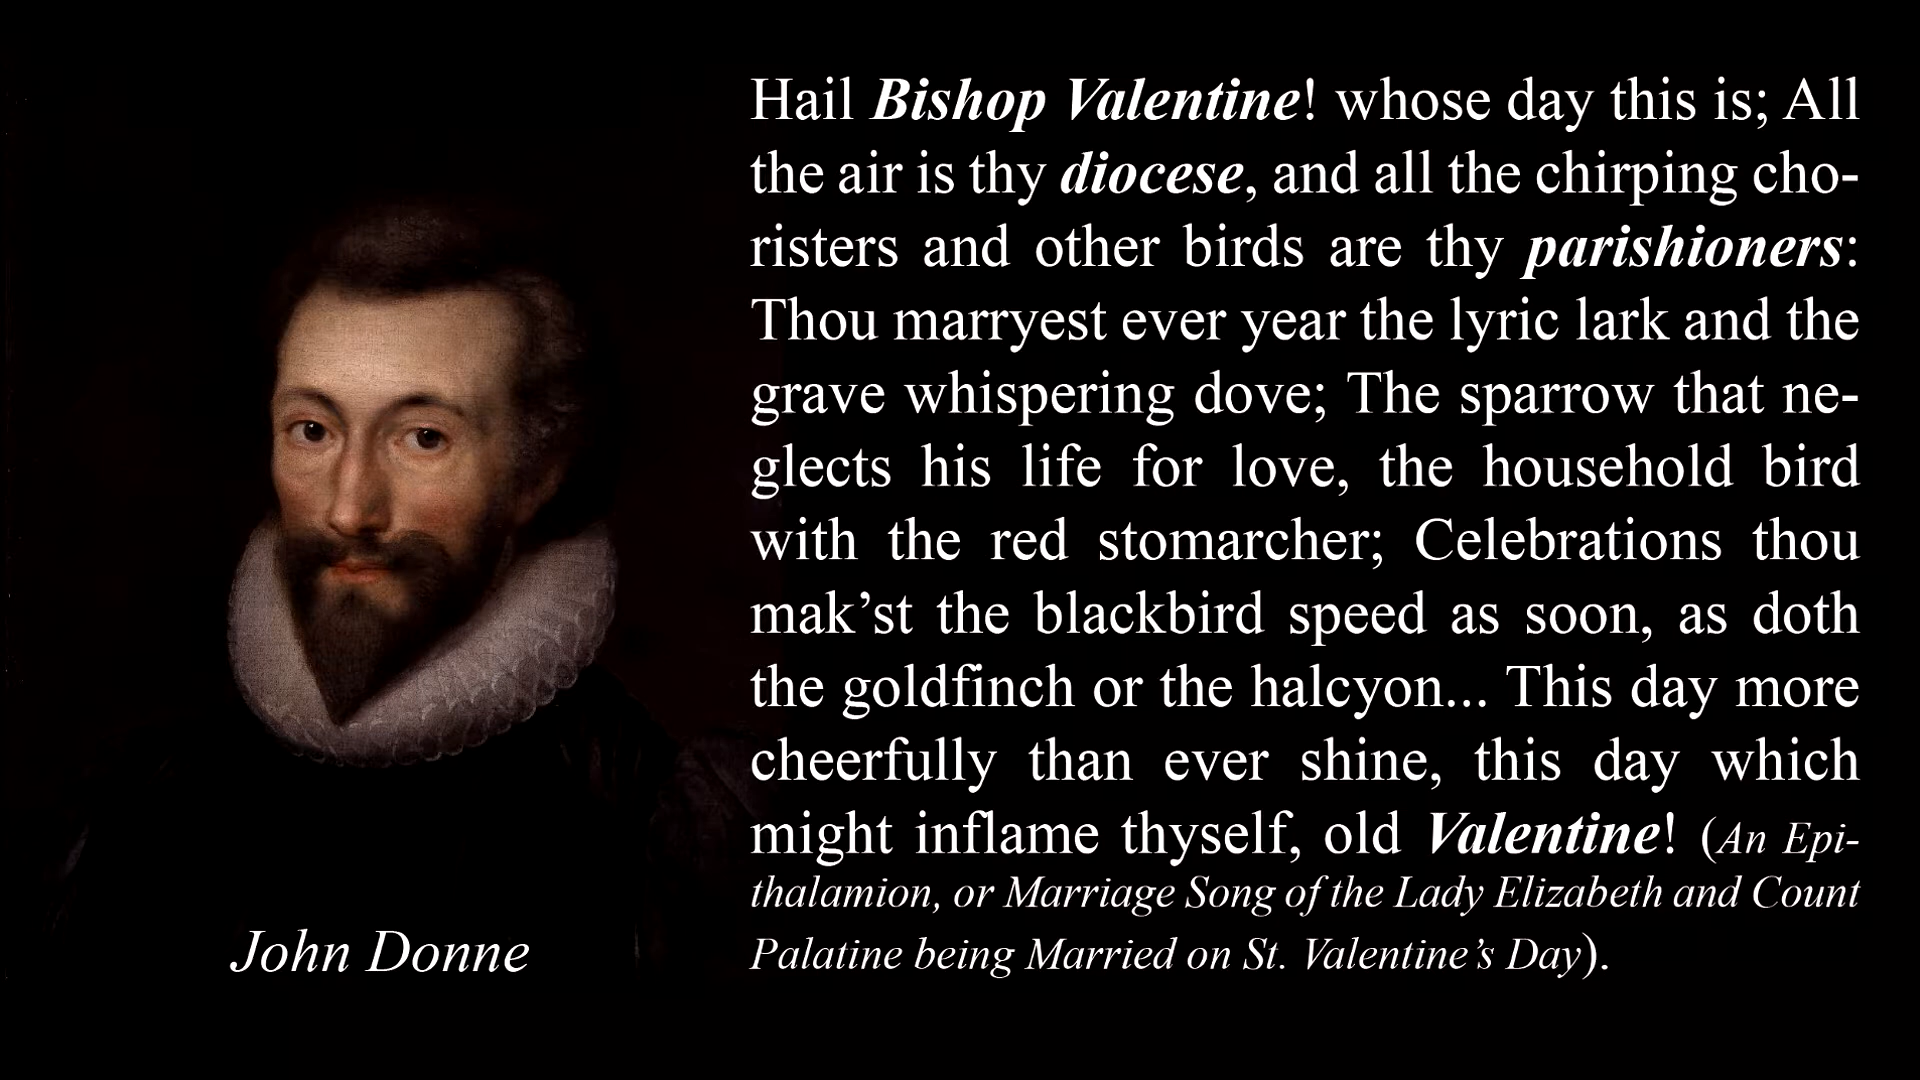 Hail Bishop Valentine! whose day this is; All
the air is thy diocese, and all the chirping cho-
risters and other birds are thy parishioners:
Thou marryest ever year the lyric lark and the
grave whispering dove; The sparrow that ne-
glects his life for love, the household bird
with the red stomarcher; Celebrations thou
mak’st the blackbird speed as soon, as doth
the goldfinch or the halcyon... This day more
cheerfully than ever shine, this day which
might inflame thyself, old Valentine! (An Epi-
thalamion, or Marriage Song of the Lady Elizabeth and Count
Palatine being Married on St. Valentine’s Day).
John Donne